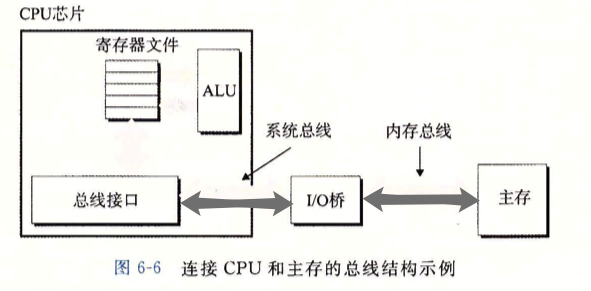 CPU芯片
寄存器文件
ALU
系统总线
内存总线
总线接口
I/O桥
主存
图 6-6 连接 CPU 和主存的总线结构示例